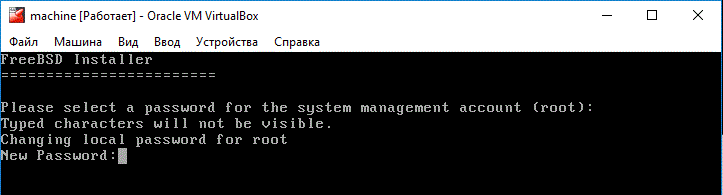 machine [Работает] - Oracle VM VirtualBox
Файл Машина Вид Ввод Устройства Справка
FreeBSD Installer
========================
Please select a password for the system management account (root):
Typed characters will not be visible.
Changing local password for root
New Password: